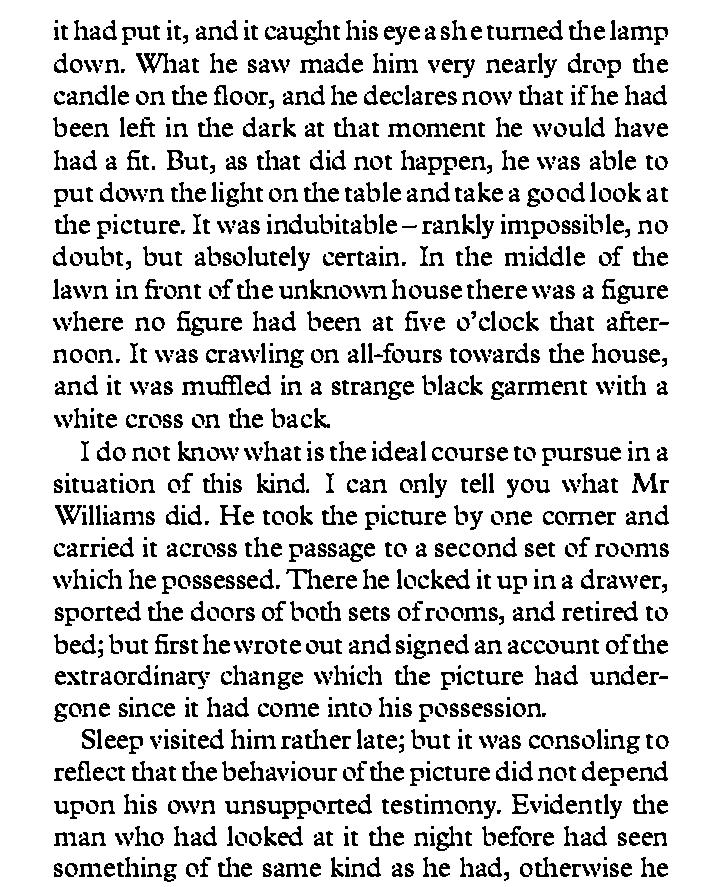 it had put it, and it caught his eye as he turned the lamp
down. What he saw made him very nearly drop the
candle on the floor, and he declares now that if he had
been left in the dark at that moment he would have
had a fit. But, as that did not happen, he was able to
put down the light on the table and take a good look at
the picture. It was indubitable – rankly impossible, no
doubt, but absolutely certain. In the middle of the
lawn in front of the unknown house there was a figure
where no figure had been at five o'clock that after-
noon. It was crawling on all-fours towards the house,
and it was muffled in a strange black garment with a
white cross on the back.
I do not know what is the ideal course to pursue in a
situation of this kind. I can only tell you what Mr
Williams did. He took the picture by one corner and
carried it across the passage to a second set of rooms
which he possessed. There he locked it up in a drawer,
sported the doors of both sets of rooms, and retired to
bed; but first he wrote out and signed an account of the
extraordinary change which the picture had under-
gone since it had come into his possession.
Sleep visited him rather late; but it was consoling to
reflect that the behaviour of the picture did not depend
upon his own unsupported testimony. Evidently the
man who had looked at it the night before had seen
something of the same kind as he had, otherwise he